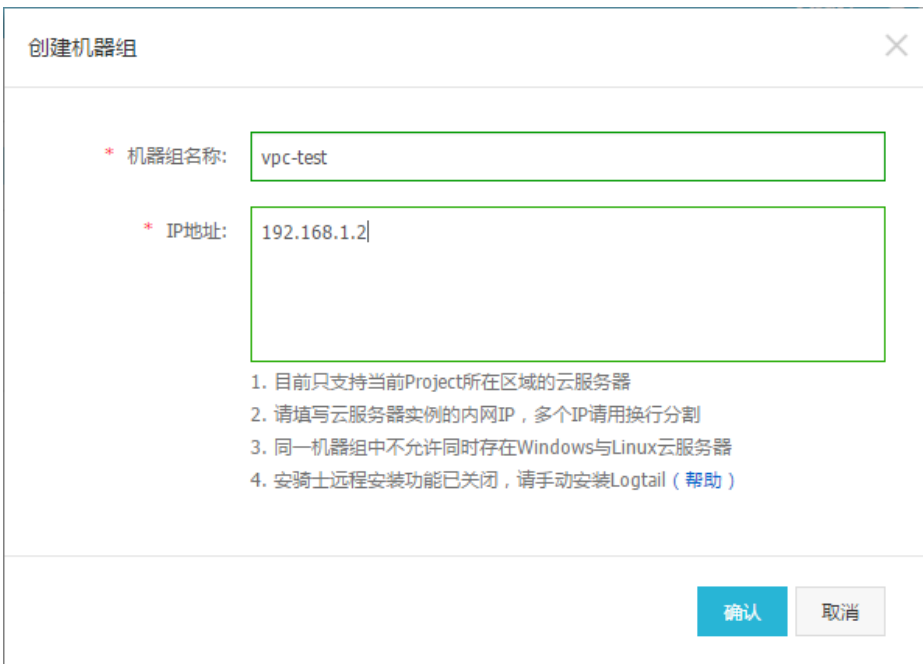 创建机器组
* 机器组名称: vpc-test
* IP地址: 192.168.1.2
1. 目前只支持当前Project所在区域的云服务器
2. 请填写云服务器实例的内网IP，多个IP请用换行分割
3. 同一机器组中不允许同时存在Windows与Linux云服务器
4. 安骑士远程安装功能已关闭，请手动安装Logtail（帮助）
确认 取消